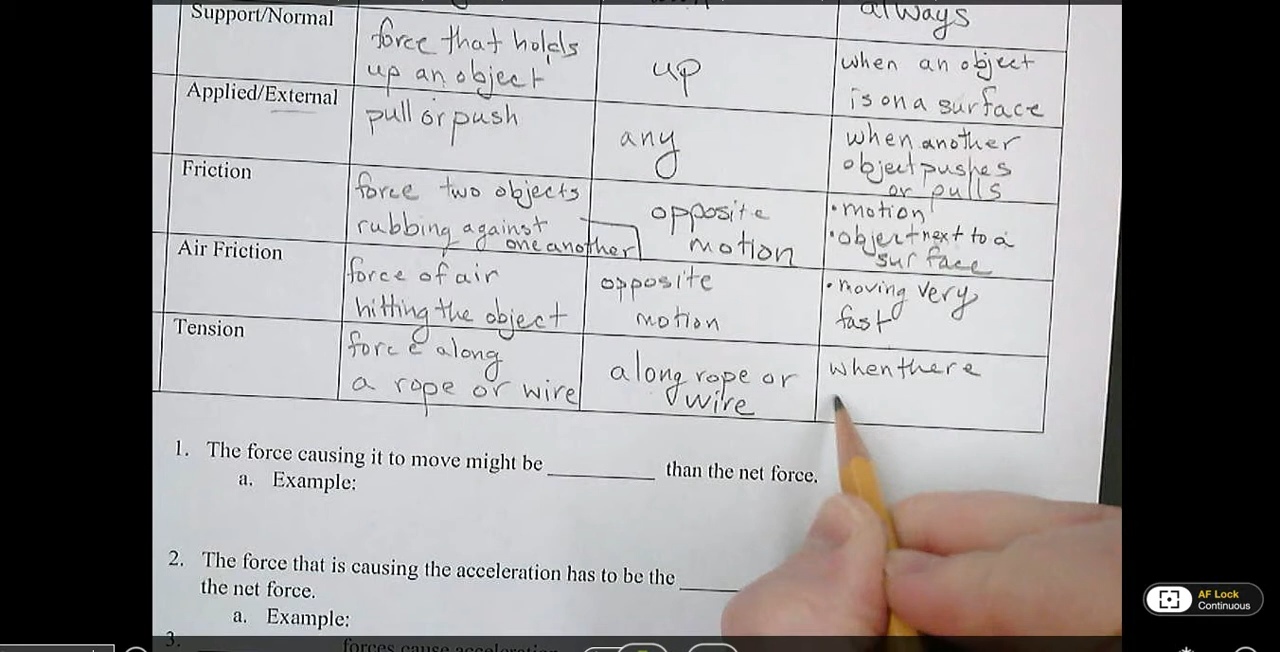 always
Support/Normal
force that holds
up an object
up
when an object
is on a surface
Applied/External
pull or push
any
when another
object pushes
or pulls
Friction
force two objects
rubbing against
one another
opposite
motion
• motion
• object next to a
surface
Air Friction
force of air
hitting the object
opposite
motion
• moving very
fast
Tension
force along
a rope or wire
along rope or
wire
when there
1. The force causing it to move might be ________ than the net force.
a. Example:
2. The force that is causing the acceleration has to be the ______
the net force.
a. Example:
3.
forces cause acceleration
AF Lock
Continuous